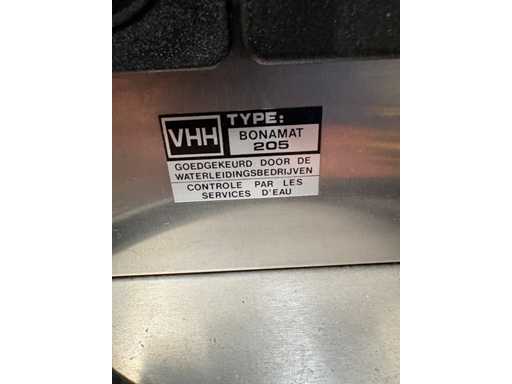 VHH
TYPE:
BONAMAT
205
GOEDGEKEURD DOOR DE
WATERLEIDINGSBEDRIJVEN
CONTROLE PAR LES
SERVICES D'EAU